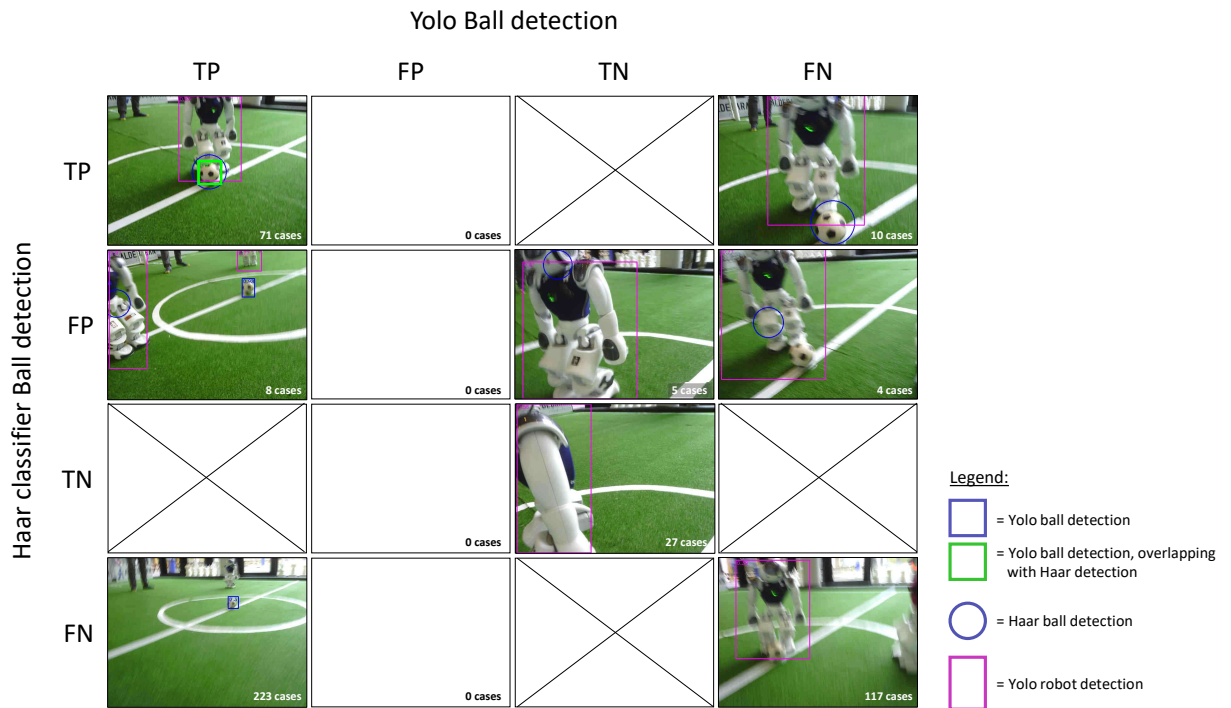 Yolo Ball detection
TP
FP
TN
FN
Haar classifier Ball detection
TP
71 cases
0 cases
10 cases
FP
8 cases
0 cases
5 cases
4 cases
TN
0 cases
27 cases
FN
223 cases
0 cases
117 cases
Legend:
= Yolo ball detection
= Yolo ball detection, overlapping
with Haar detection
= Haar ball detection
= Yolo robot detection